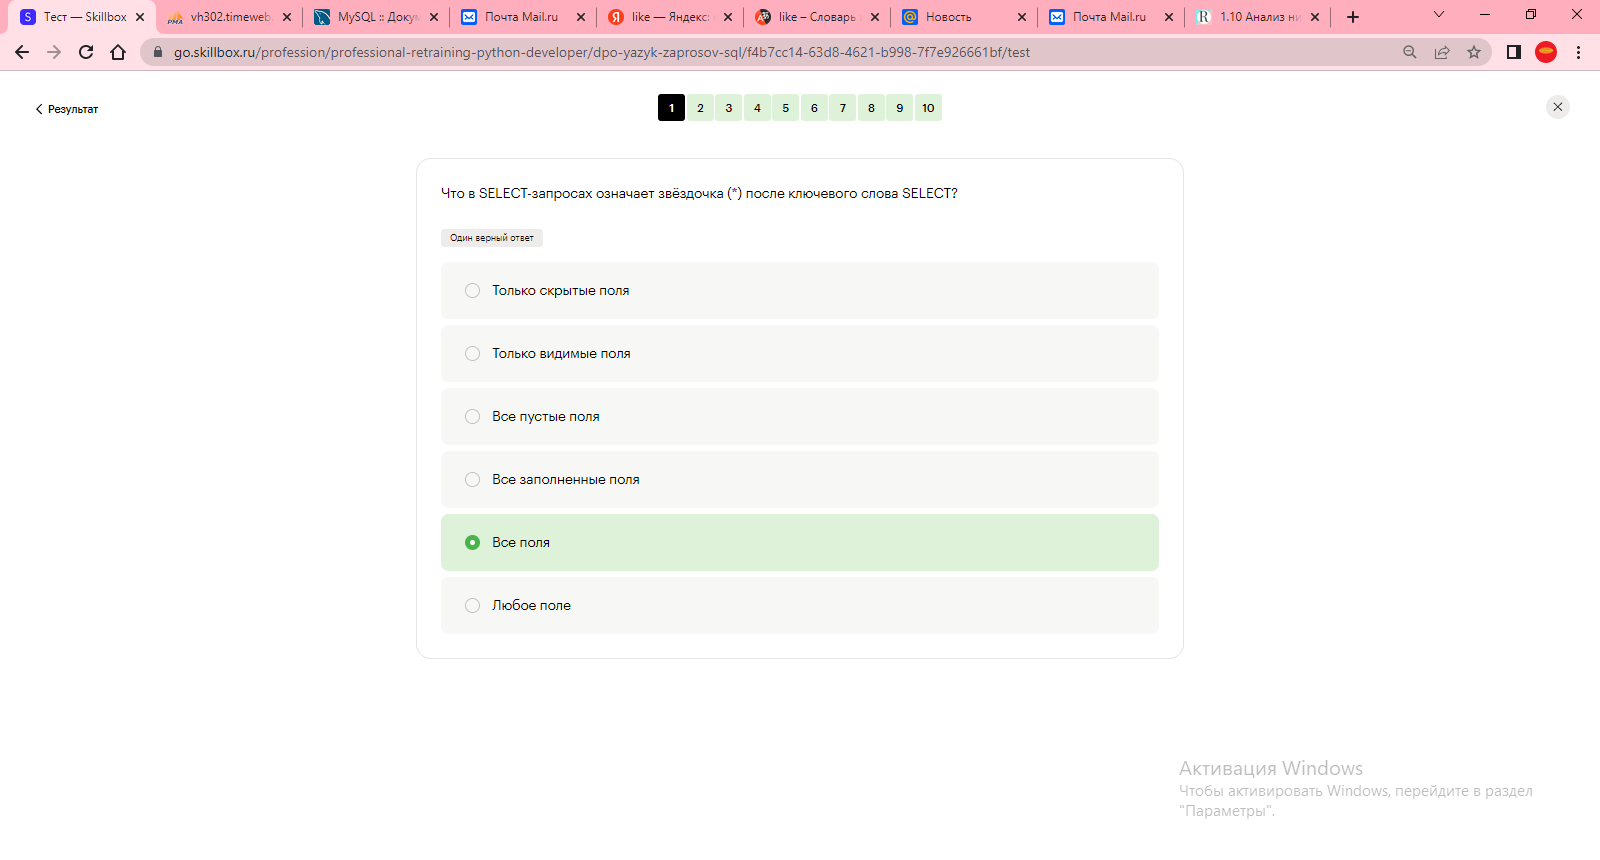 Тест — Skillbox
vh302.timeweb.
MySQL :: Доку
Почта Mail.ru
like — Яндекс:
like – Словарь
Новость
Почта Mail.ru
1.10 Анализ ни
go.skillbox.ru/profession/professional-retraining-python-developer/dpo-yazyk-zaprosov-sql/f4b7cc14-63d8-4621-b998-7f7e926661bf/test
Результат
1 2 3 4 5 6 7 8 9 10
Что в SELECT-запросах означает звёздочка (*) после ключевого слова SELECT?
Один верный ответ
Только скрытые поля
Только видимые поля
Все пустые поля
Все заполненные поля
Все поля
Любое поле
Активация Windows
Чтобы активировать Windows, перейдите в раздел
"Параметры".